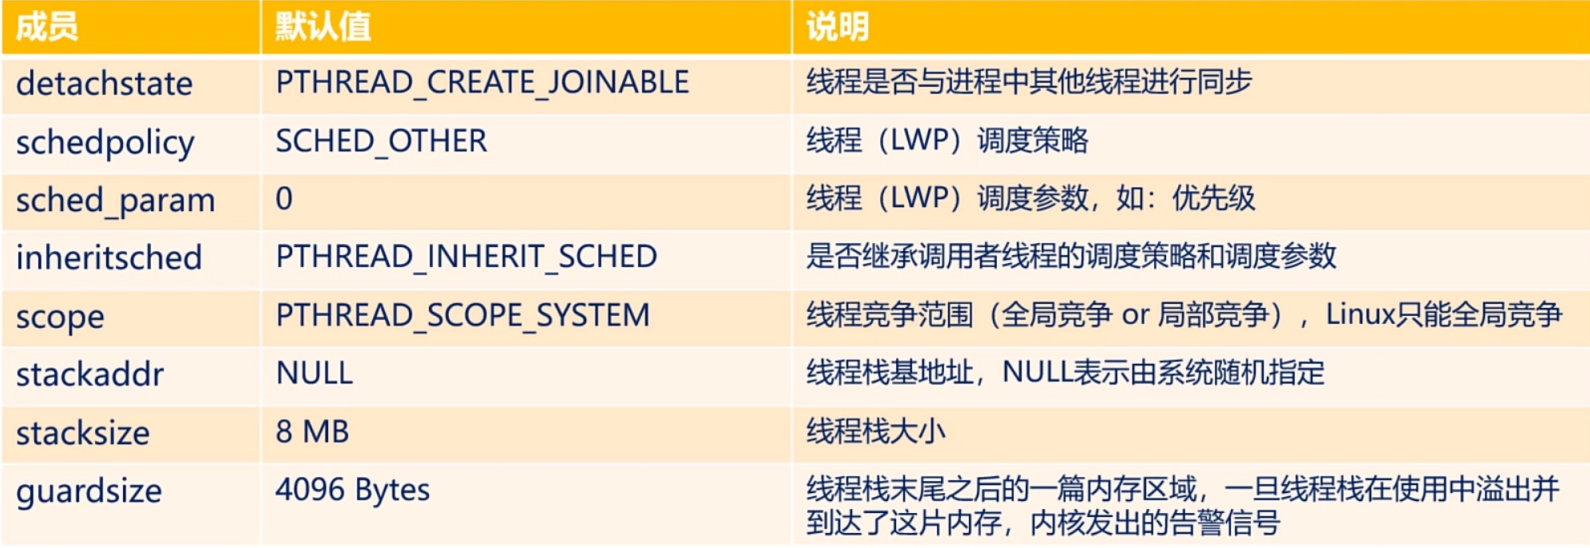 成员 默认值 说明
detachstate PTHREAD_CREATE_JOINABLE 线程是否与进程中其他线程进行同步
schedpolicy SCHED_OTHER 线程（LWP）调度策略
sched_param 0 线程（LWP）调度参数，如：优先级
inheritsched PTHREAD_INHERIT_SCHED 是否继承调用者线程的调度策略和调度参数
scope PTHREAD_SCOPE_SYSTEM 线程竞争范围（全局竞争 or 局部竞争），Linux只能全局竞争
stackaddr NULL 线程栈基地址，NULL表示由系统随机指定
stacksize 8 MB 线程栈大小
guardsize 4096 Bytes 线程栈末尾之后的一篇内存区域，一旦线程栈在使用中溢出并
到达了这片内存，内核发出的告警信号